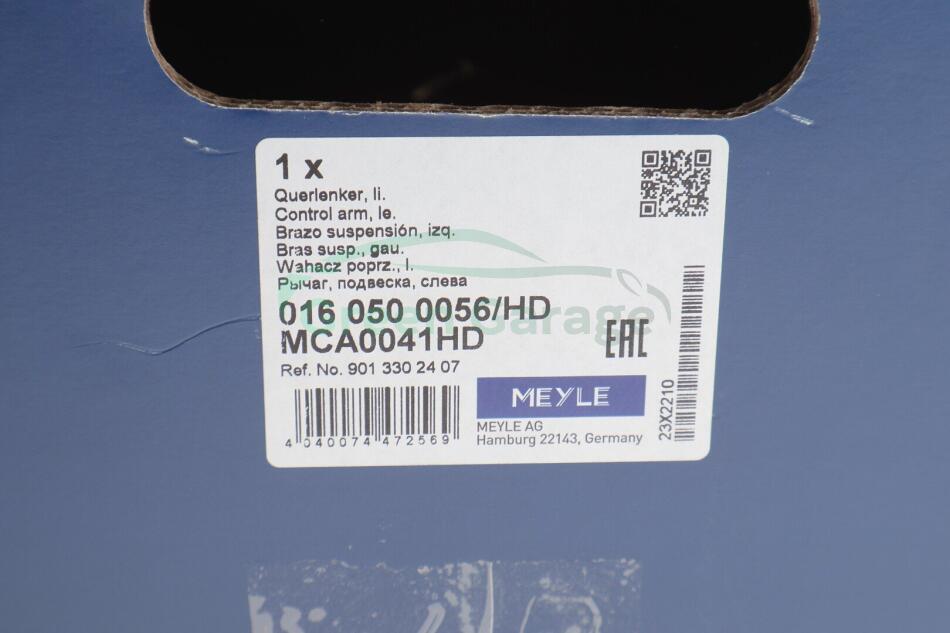 1 x
Querlenker, li.
Control arm, le.
Brazo suspensión, izq.
Bras susp., gau.
Wahacz poprz., l.
Рычаг, подвеска, слева
016 050 0056/HD
MCA0041HD
Green Garage
EAC
Ref. No. 901 330 24 07
MEYLE
MEYLE AG
Hamburg 22143, Germany
4 040074 472569
23X2210